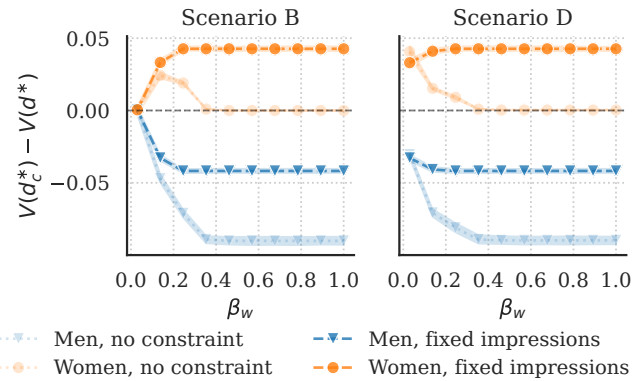 Scenario B
Scenario D
V(d_c^*) − V(d^*)
0.05
0.00
−0.05
0.0 0.2 0.4 0.6 0.8 1.0
0.0 0.2 0.4 0.6 0.8 1.0
β_w
β_w
Men, no constraint
Women, no constraint
Men, fixed impressions
Women, fixed impressions